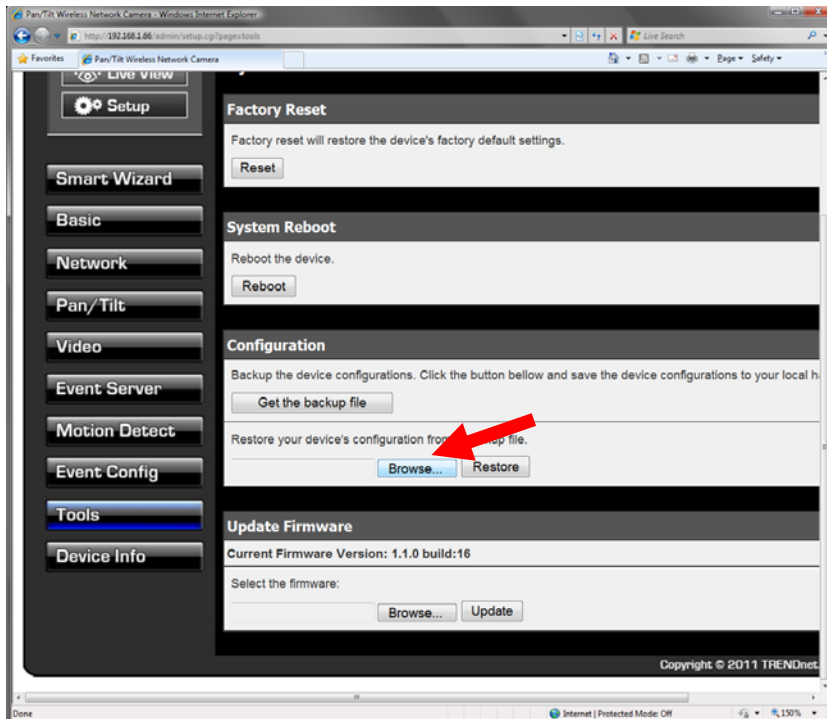 Pan/Tilt Wireless Network Camera - Windows Internet Explorer
http://192.168.1.66/admin/setup.cgi?page=tools
Live Search
Favorites Pan/Tilt Wireless Network Camera Page Safety
Live View
Setup
Smart Wizard
Basic
Network
Pan/Tilt
Video
Event Server
Motion Detect
Event Config
Tools
Device Info
Factory Reset
Factory reset will restore the device's factory default settings.
Reset
System Reboot
Reboot the device.
Reboot
Configuration
Backup the device configurations. Click the button bellow and save the device configurations to your local
Get the backup file
Restore your device's configuration from file.
Browse... Restore
Update Firmware
Current Firmware Version: 1.1.0 build:16
Select the firmware:
Browse... Update
Copyright © 2011 TRENDnet.
Done Internet | Protected Mode: Off 150%